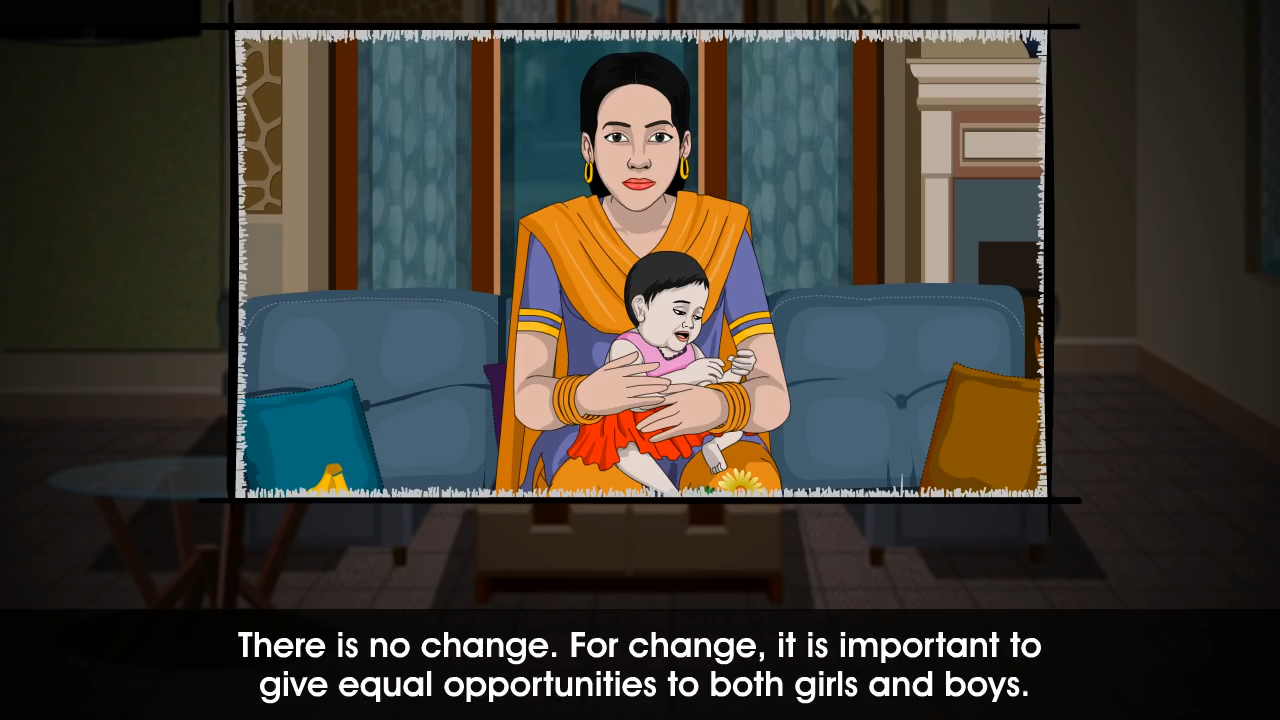 There is no change. For change, it is important to
give equal opportunities to both girls and boys.